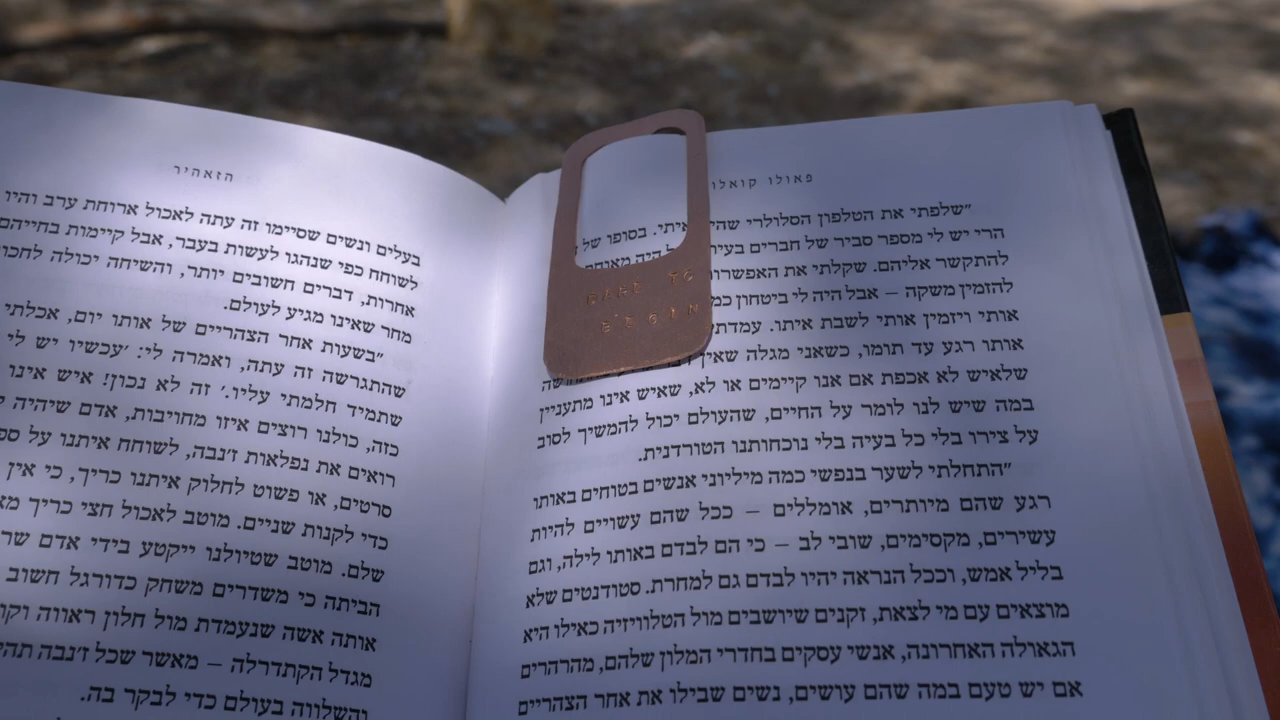 פאולו קואלו
"שלפתי את הטלפון הסלולרי איתי. בסופו של
הרי יש לי מספר סביר של חברים היה
להתקשר אליהם. שקלתי את
להזמין משקה – אבל היה לי ביטחון
אותי ויזמין אותי לשבת איתו.
אותו רגע עד תומו, כשאני מגלה שאין
שלאיש לא אכפת אם אנו קיימים או לא, שאיש אינו מתעניין
במה שיש לנו לומר על החיים, שהעולם יכול להמשיך לסוב
על צירו בלי כל בעיה בלי נוכחותנו הטורדנית.
"התחלתי לשער בנפשי כמה מיליוני אנשים בטוחים באותו
רגע שהם מיותרים, אומללים – ככל שהם עשויים להיות
עשירים, מקסימים, שובי לב – כי הם לבדם באותו לילה, וגם
בליל אמש, וככל הנראה יהיו לבדם גם למחרת. סטודנטים שלא
מוצאים עם מי לצאת, זקנים שיושבים מול הטלוויזיה כאילו היא
הגאולה האחרונה, אנשי עסקים בחדרי המלון שלהם, מהרהרים
אם יש טעם במה שהם עושים, נשים שבילו את אחר הצהריים
DARE TO
BEGIN
הזאהיר
בעלים ונשים שסיימו זה עתה לאכול ארוחת ערב והיו
לשוחח כפי שנהגו לעשות בעבר, אבל קיימות בחייהם
אחרות, דברים חשובים יותר, והשיחה יכולה לחכות
מחר שאינו מגיע לעולם.
"בשעות אחר הצהריים של אותו יום, אכלתי
שהתגרשה זה עתה, ואמרה לי: 'עכשיו יש לי
שתמיד חלמתי עליו.' זה לא נכון! איש אינו
כזה, כולנו רוצים איזו מחויבות, אדם שיהיה
רואים את נפלאות ז'נבה, לשוחח איתנו על
סרטים, או פשוט לחלוק איתנו כריך, כי אין
כדי לקנות שניים. מוטב לאכול חצי כריך
שלם. מוטב שטיולנו ייקטע בידי אדם
הביתה כי משדרים משחק כדורגל חשוב
אותה אשה שנעמדת מול חלון ראווה
מגדל הקתדרלה – מאשר שכל ז'נבה
והשלווה בעולם כדי לבקר בה.